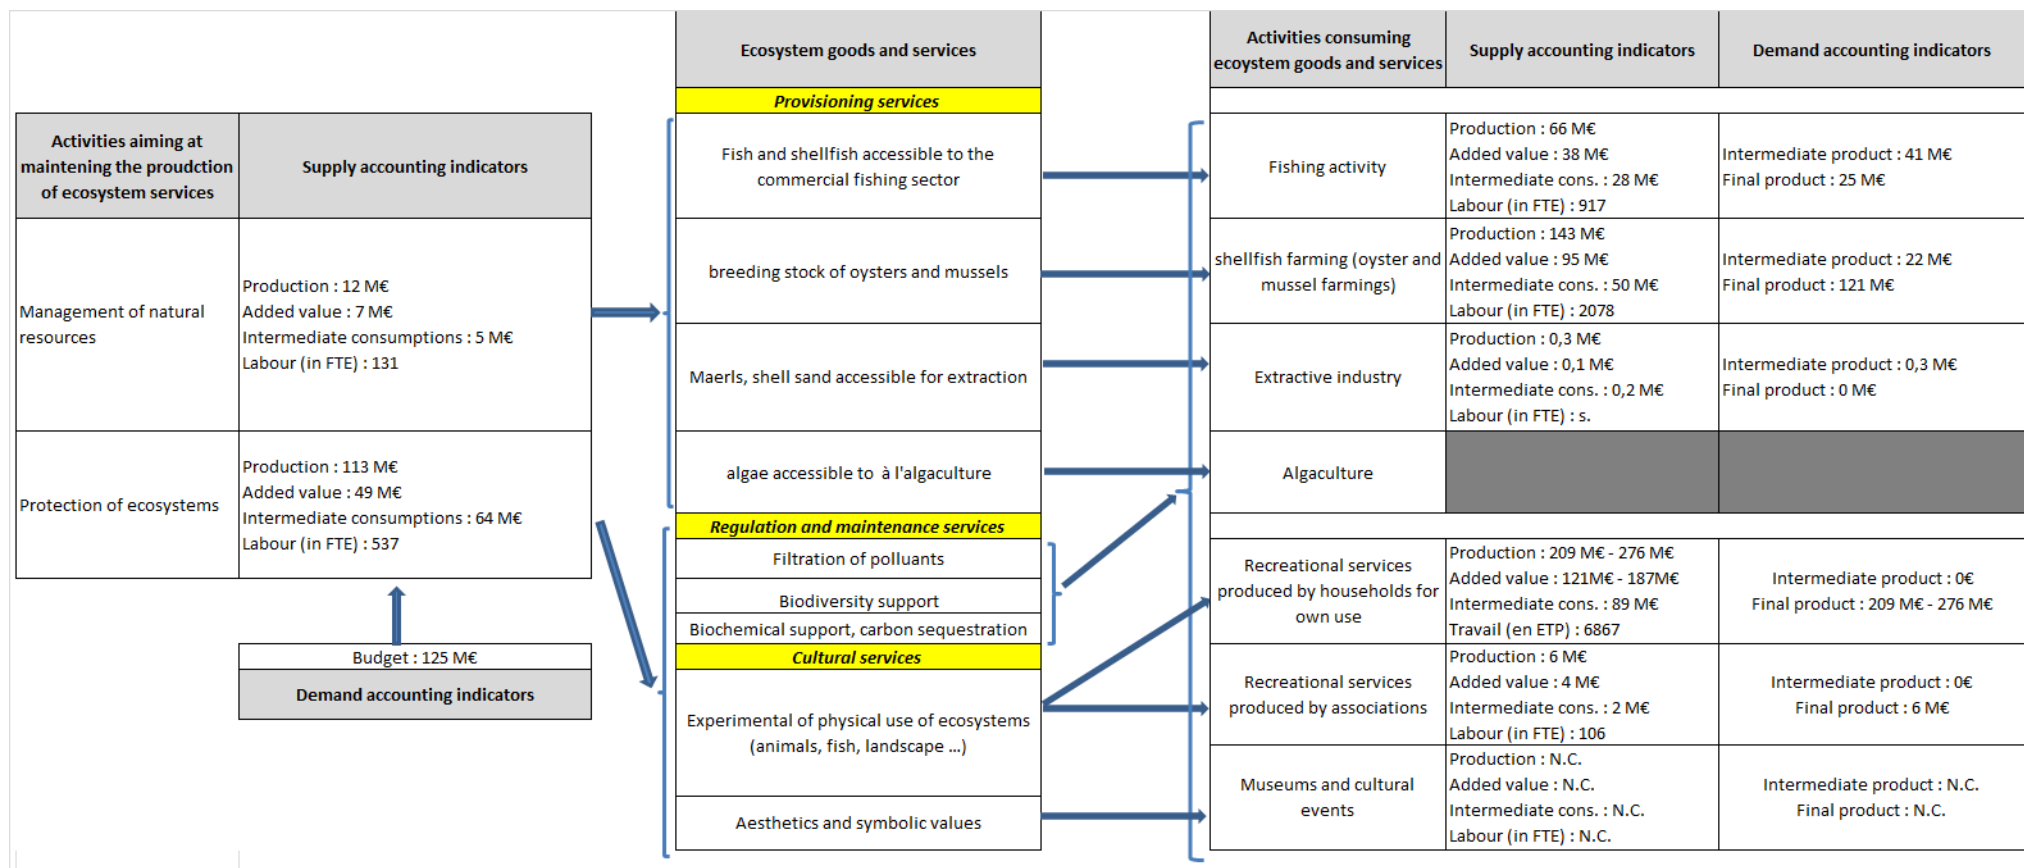 Activities aiming at
maintening the proudction
of ecosystem services
Supply accounting indicators
Management of natural
resources
Production : 12 M€
Added value : 7 M€
Intermediate consumptions : 5 M€
Labour (in FTE) : 131
Protection of ecosystems
Production : 113 M€
Added value : 49 M€
Intermediate consumptions : 64 M€
Labour (in FTE) : 537
Budget : 125 M€
Demand accounting indicators
Ecosystem goods and services
Provisioning services
Fish and shellfish accessible to the
commercial fishing sector
breeding stock of oysters and mussels
Maerls, shell sand accessible for extraction
algae accessible to à l'algaculture
Regulation and maintenance services
Filtration of polluants
Biodiversity support
Biochemical support, carbon sequestration
Cultural services
Experimental of physical use of ecosystems
(animals, fish, landscape ...)
Aesthetics and symbolic values
Activities consuming
ecoystem goods and services
Supply accounting indicators
Demand accounting indicators
Fishing activity
Production : 66 M€
Added value : 38 M€
Intermediate cons. : 28 M€
Labour (in FTE) : 917
Intermediate product : 41 M€
Final product : 25 M€
shellfish farming (oyster and
mussel farmings)
Production : 143 M€
Added value : 95 M€
Intermediate cons. : 50 M€
Labour (in FTE) : 2078
Intermediate product : 22 M€
Final product : 121 M€
Extractive industry
Production : 0,3 M€
Added value : 0,1 M€
Intermediate cons. : 0,2 M€
Labour (in FTE) : s.
Intermediate product : 0,3 M€
Final product : 0 M€
Algaculture
Recreational services
produced by households for
own use
Production : 209 M€ - 276 M€
Added value : 121M€ - 187M€
Intermediate cons. : 89 M€
Travail (en ETP) : 6867
Intermediate product : 0€
Final product : 209 M€ - 276 M€
Recreational services
produced by associations
Production : 6 M€
Added value : 4 M€
Intermediate cons. : 2 M€
Labour (in FTE) : 106
Intermediate product : 0€
Final product : 6 M€
Museums and cultural
events
Production : N.C.
Added value : N.C.
Intermediate cons. : N.C.
Labour (in FTE) : N.C.
Intermediate product : N.C.
Final product : N.C.